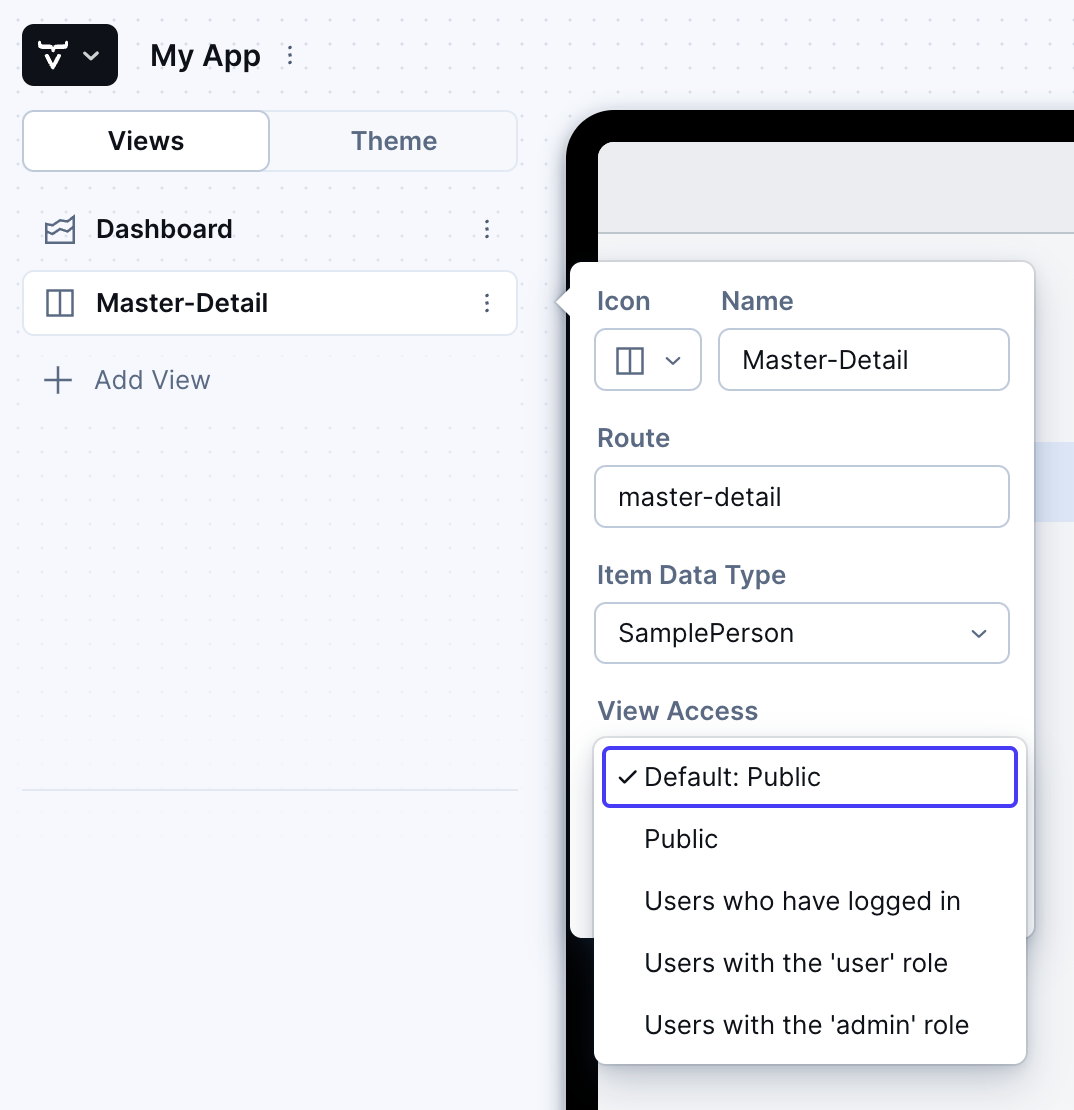 My App
Views
Theme
Dashboard
Master-Detail
Add View
Icon
Name
Master-Detail
Route
master-detail
Item Data Type
SamplePerson
View Access
Default: Public
Public
Users who have logged in
Users with the 'user' role
Users with the 'admin' role